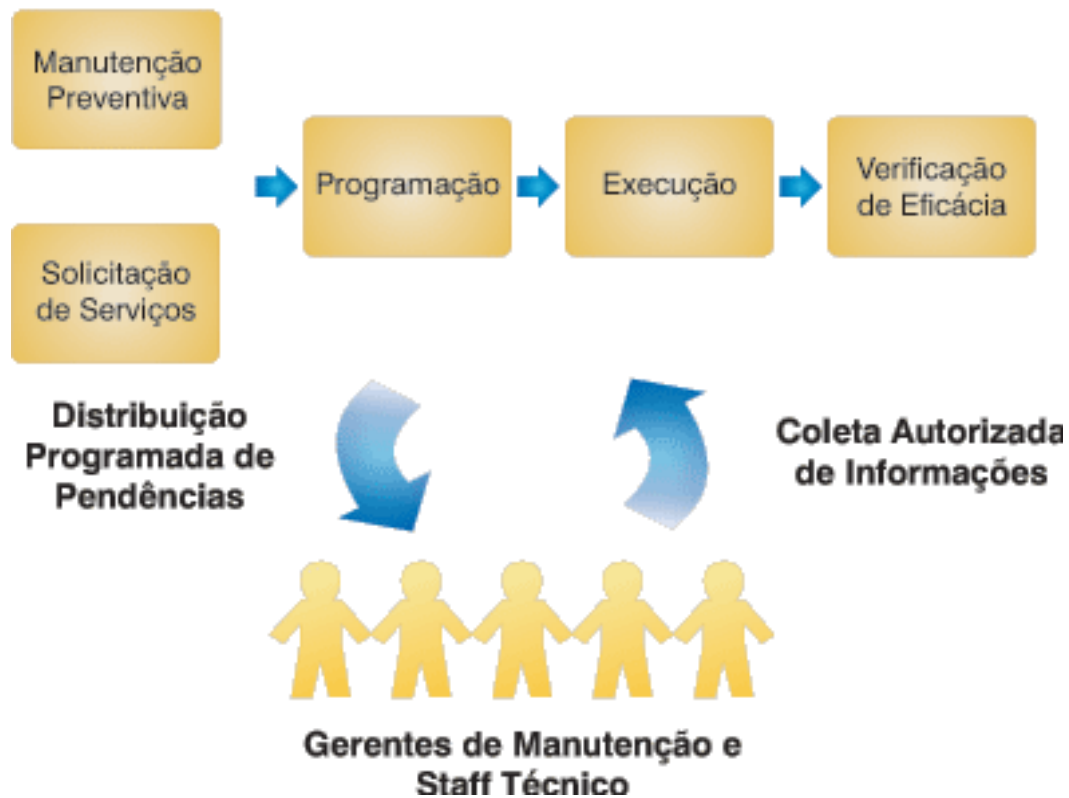 Manutenção
Preventiva
Programação
Execução
Verificação
de Eficácia
Solicitação
de Serviços
Distribuição
Programada de
Pendências
Coleta Autorizada
de Informações
Gerentes de Manutenção e
Staff Técnico